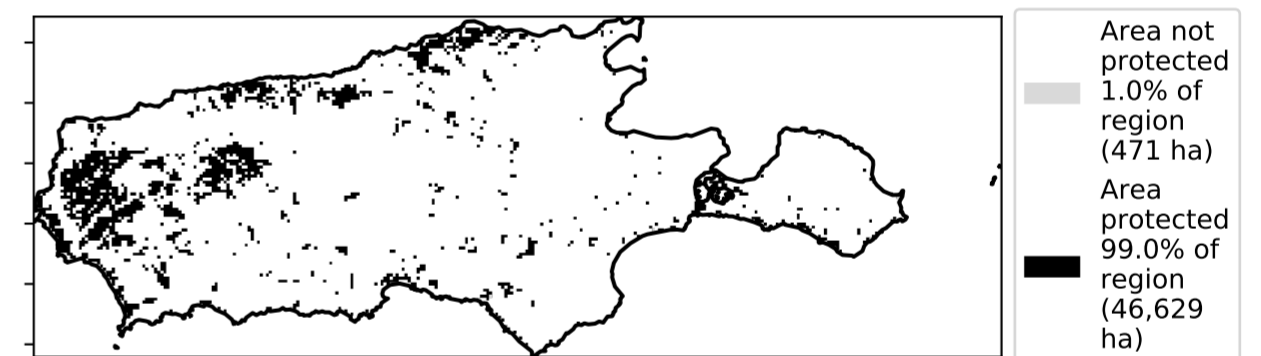 Area not
protected
1.0% of
region
(471 ha)
Area
protected
99.0% of
region
(46,629
ha)